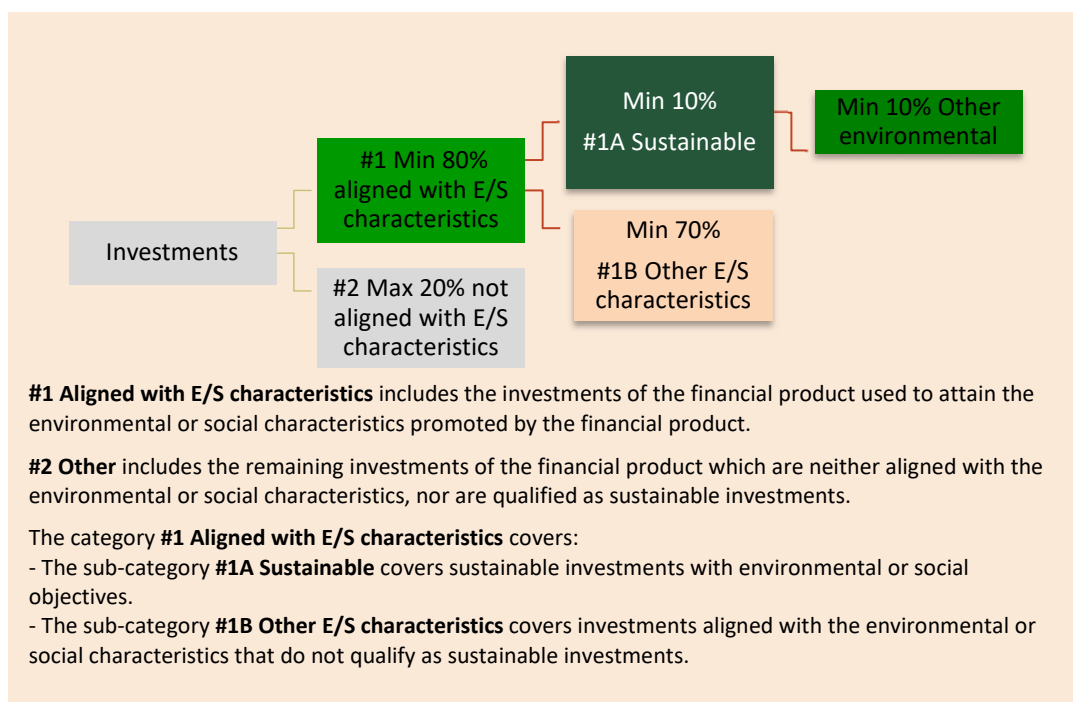 Min 10%
#1A Sustainable
Min 10% Other
environmental
#1 Min 80%
aligned with E/S
characteristics
Min 70%
#1B Other E/S
characteristics
Investments
#2 Max 20% not
aligned with E/S
characteristics
#1 Aligned with E/S characteristics includes the investments of the financial product used to attain the
environmental or social characteristics promoted by the financial product.
#2 Other includes the remaining investments of the financial product which are neither aligned with the
environmental or social characteristics, nor are qualified as sustainable investments.
The category #1 Aligned with E/S characteristics covers:
- The sub-category #1A Sustainable covers sustainable investments with environmental or social
objectives.
- The sub-category #1B Other E/S characteristics covers investments aligned with the environmental or
social characteristics that do not qualify as sustainable investments.